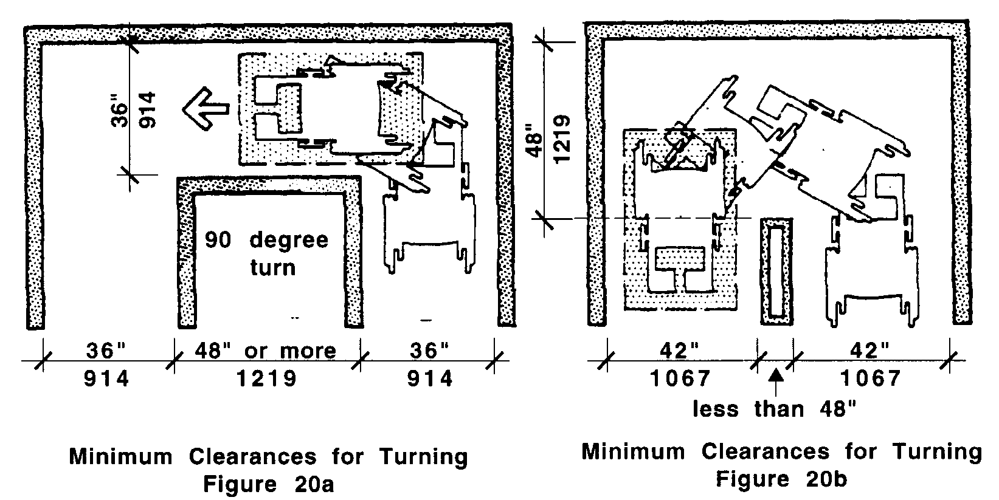 36"
914
90 degree
turn
36"
48" or more
36"
914
1219
914
Minimum Clearances for Turning
Figure 20a
48"
1219
42"
42"
1067
1067
less than 48"
Minimum Clearances for Turning
Figure 20b